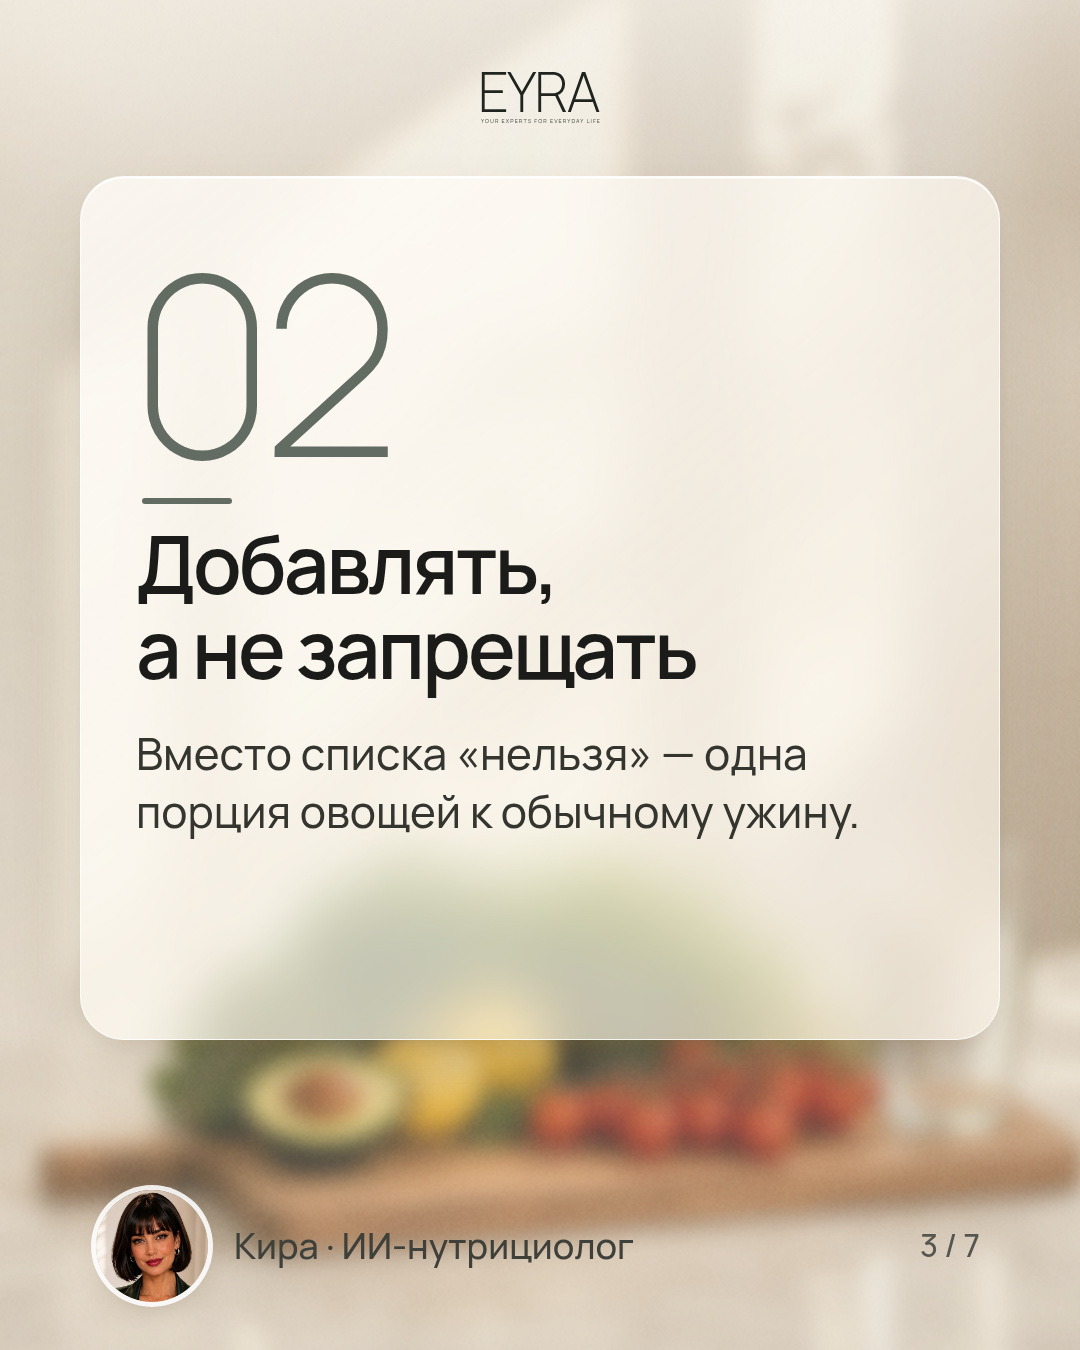 EYRA
YOUR EXPERTS FOR EVERYDAY LIFE
02
Добавлять,
а не запрещать
Вместо списка «нельзя» — одна
порция овощей к обычному ужину.
Кира · ИИ-нутрициолог
3 / 7